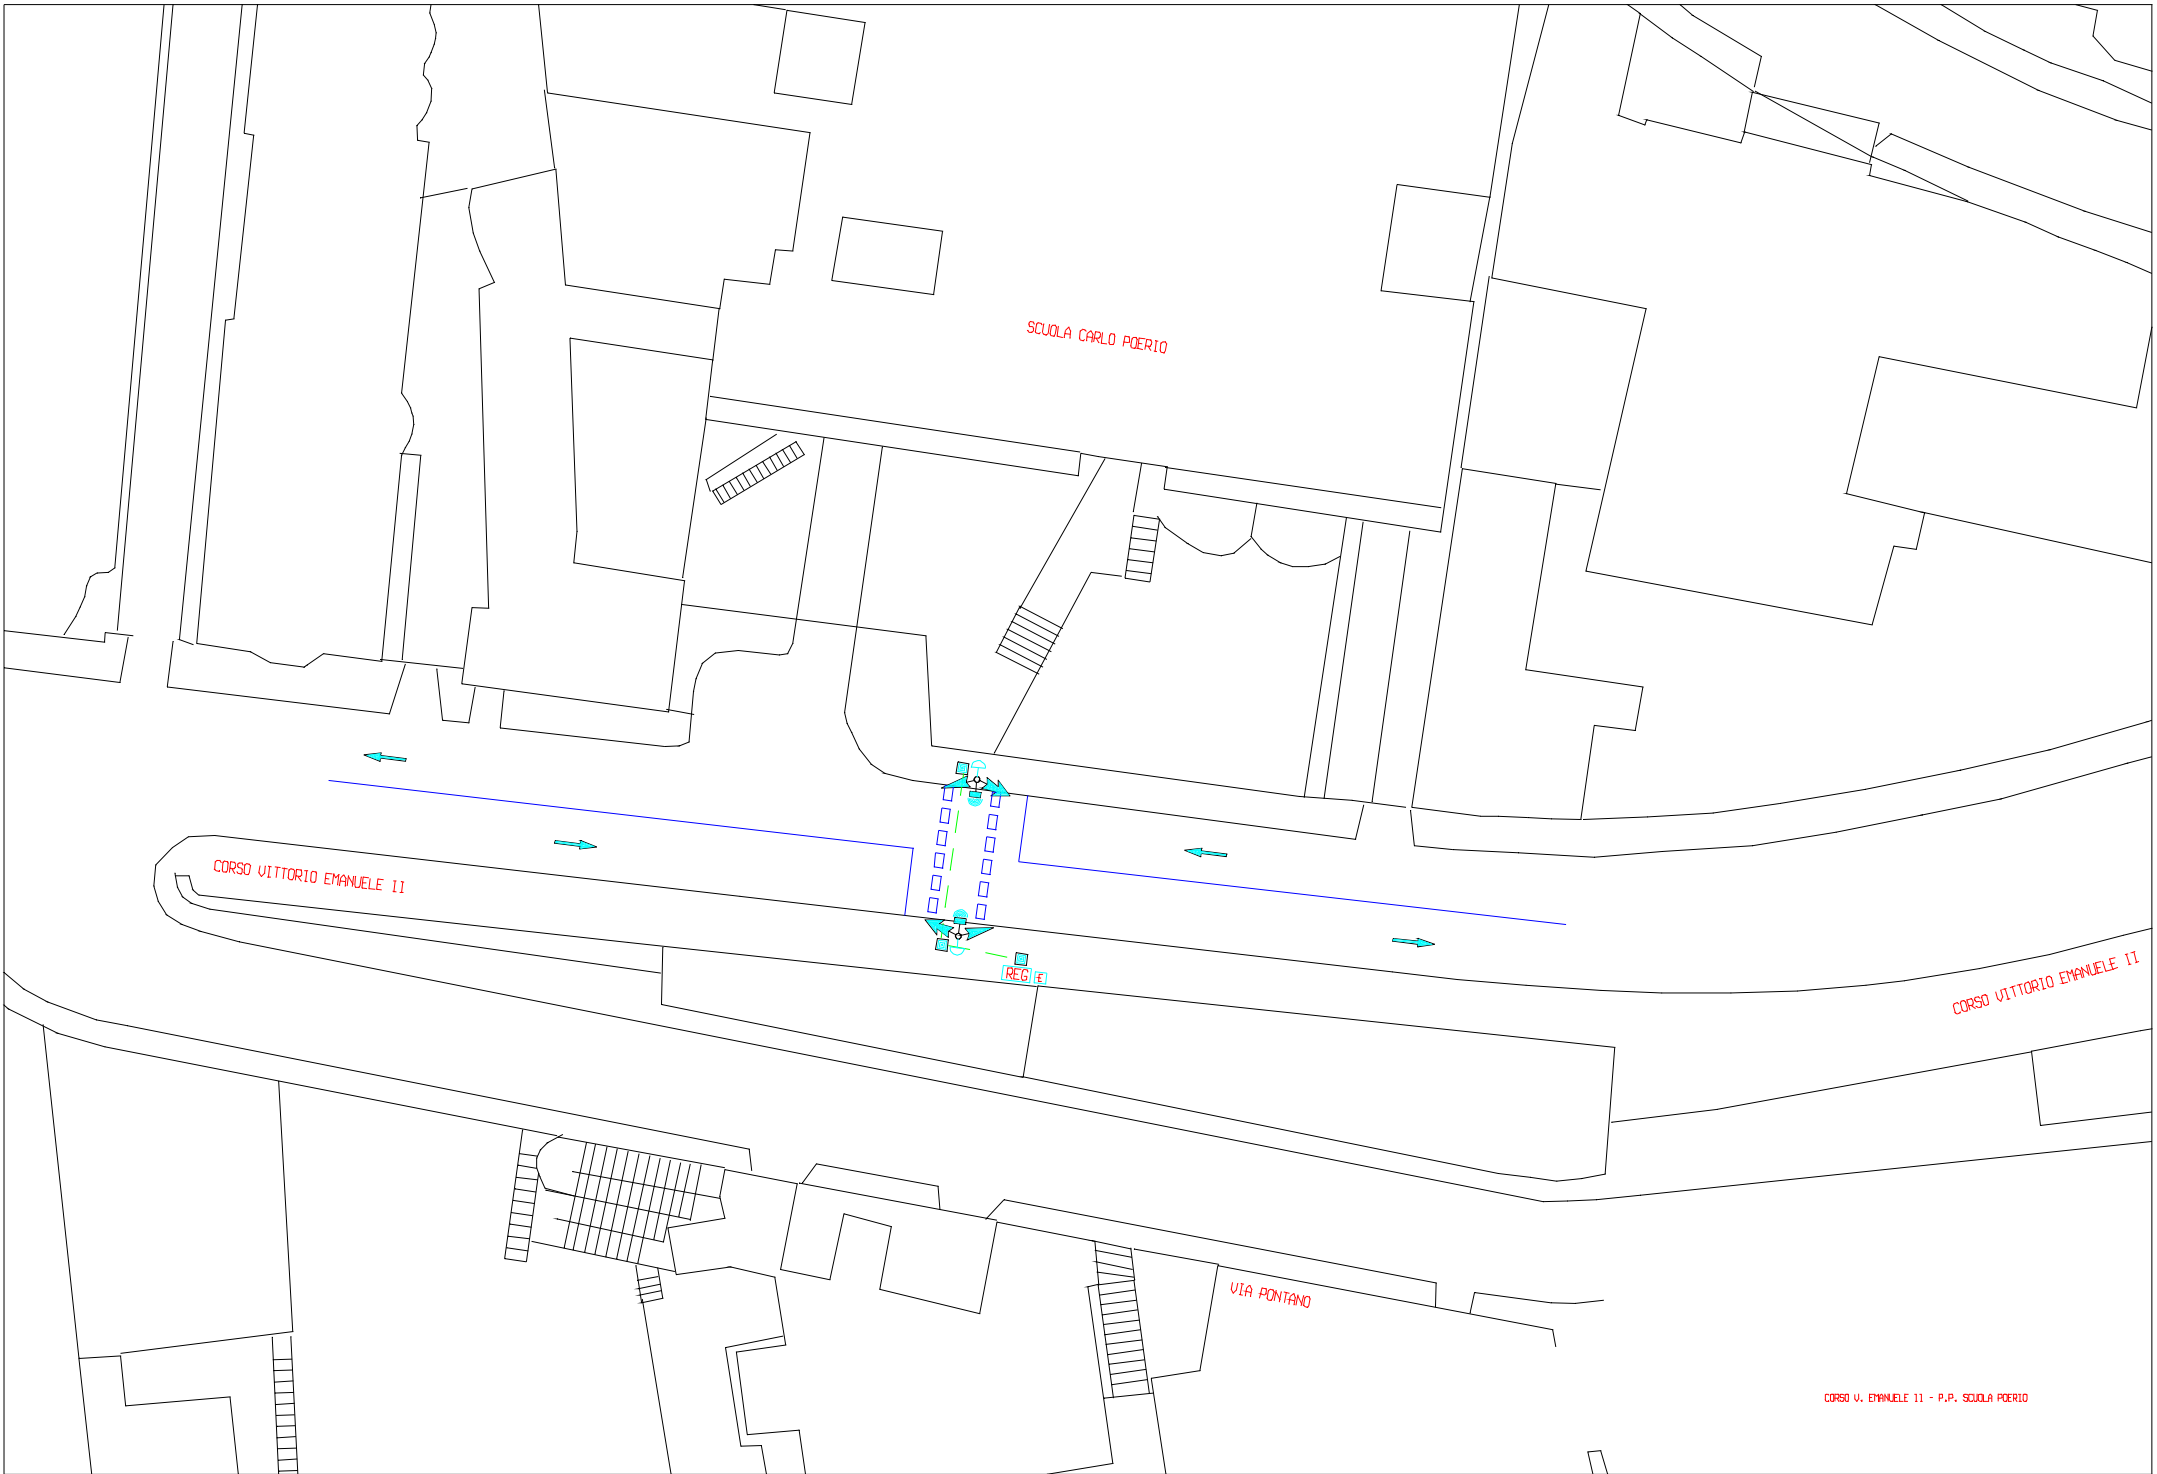 SCUOLA CARLO POERIO
CORSO VITTORIO EMANUELE II
REG E
CORSO VITTORIO EMANUELE II
VIA PONTANO
CORSO V. EMANUELE II - P.P. SCUOLA POERIO